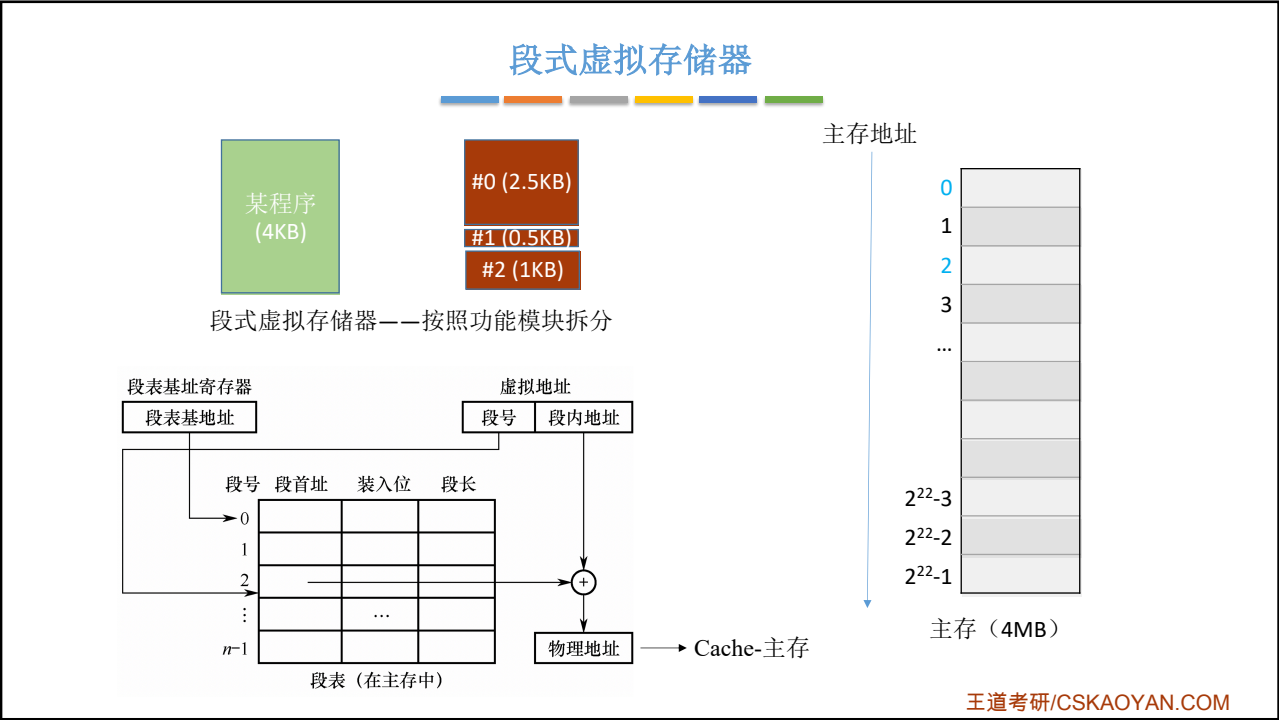 段式虚拟存储器
某程序
(4KB)
#0 (2.5KB)
#1 (0.5KB)
#2 (1KB)
段式虚拟存储器——按照功能模块拆分
主存地址
0
1
2
3
...
2²²-3
2²²-2
2²²-1
主存（4MB）
段表基址寄存器
段表基地址
虚拟地址
段号 段内地址
段号 段首址 装入位 段长
0
1
2
⋮ …
n-1
段表（在主存中）
+
物理地址
Cache-主存
王道考研/CSKAOYAN.COM